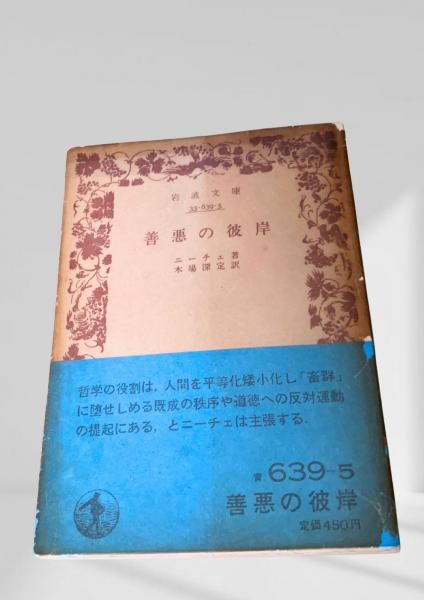 岩波文庫
33-639-5
善悪の彼岸
ニーチェ著
木場深定訳
哲学の役割は，人間を平等化矮小化し「畜群」
に堕せしめる既成の秩序や道徳への反対運動
の提起にある，とニーチェは主張する．
青 639-5
善悪の彼岸
定価450円